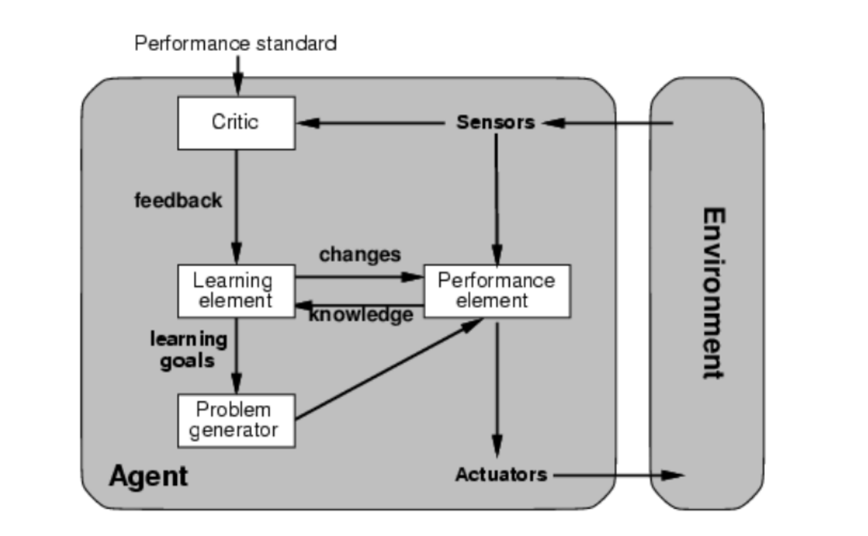 Performance standard
Critic
Sensors
feedback
changes
Learning
element
Performance
element
knowledge
learning
goals
Problem
generator
Agent
Actuators
Environment